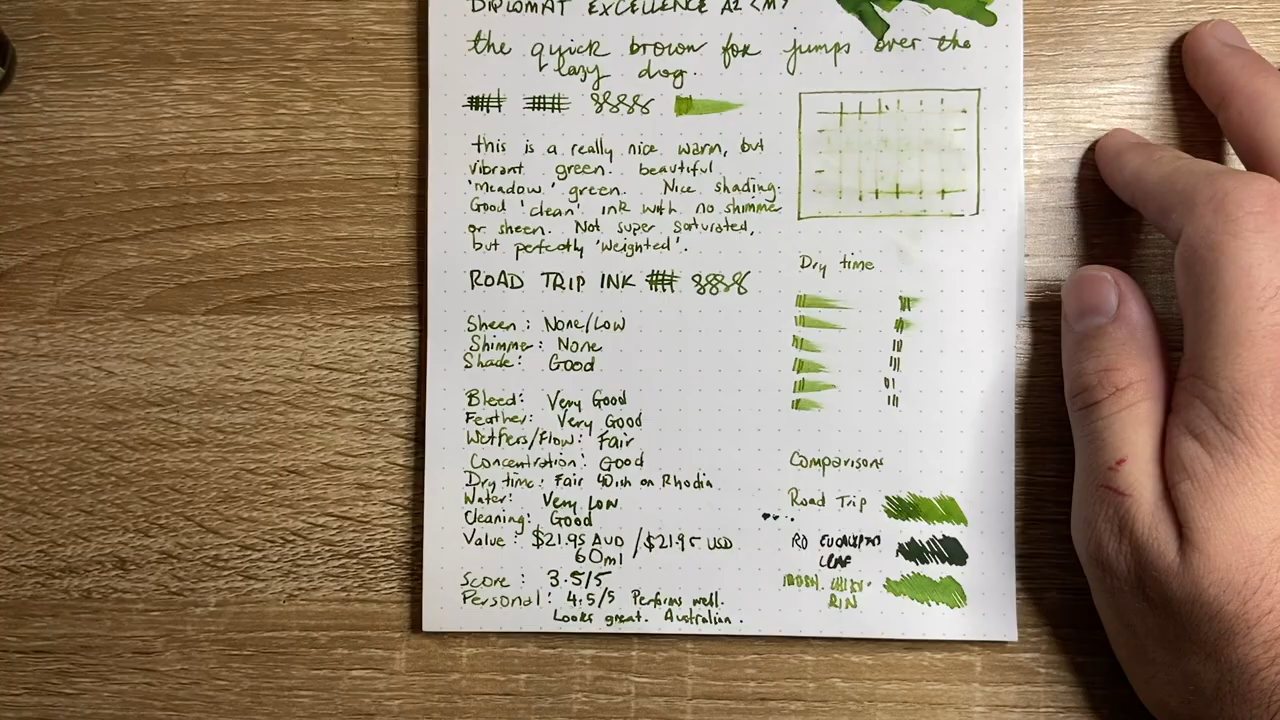 DIPLOMAT EXCELLENCE A2 <M>
the quick brown fox jumps over the
lazy dog.
this is a really nice warm, but
vibrant green. beautiful
'meadow' green. Nice shading.
Good 'clean' ink with no shimmer
or sheen. Not super saturated,
but perfectly 'weighted'.
ROAD TRIP INK
Sheen: None/Low
Shimmer: None
Shade: Good
Bleed: Very Good
Feather: Very Good
Wetness/Flow: Fair
Concentration: Good
Dry time: Fair 40ish on Rhodia
Water: Very Low
Cleaning: Good
Value: $21.95 AUD / $21.95 USD
60ml
Score: 3.5/5
Personal: 4.5/5 Performs well.
Looks great. Australian.
Dry time
Comparisons
Road Trip
RO EUCALYPTUS
LEAF